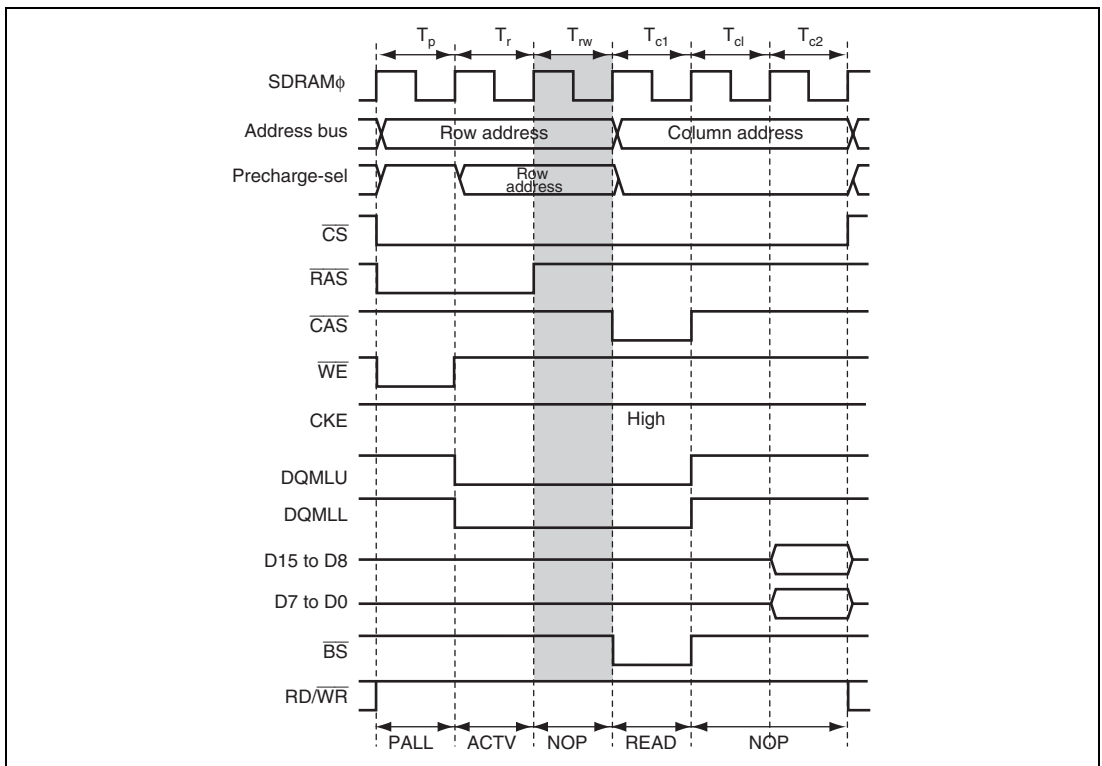 Tp Tr Trw Tc1 Tcl Tc2
SDRAMφ
Address bus Row address Column address
Precharge-sel Row address
CS
RAS
CAS
WE
CKE High
DQMLU
DQMLL
D15 to D8
D7 to D0
BS
RD/WR
PALL ACTV NOP READ NOP